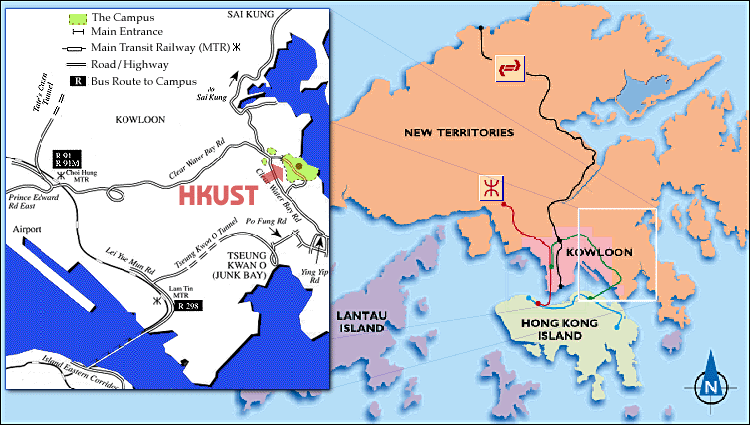 SAI KUNG
The Campus
Main Entrance
Main Transit Railway (MTR)
Road/Highway
R Bus Route to Campus
to
Sai Kung
Tate's Cairn
Tunnel
KOWLOON
Clear Water Bay Rd
R 91
R 91M
Choi Hung
MTR
HKUST
Clear Water Bay Rd
Prince Edward
Rd East
Po Fung Rd
Airport
Lei Yue Mun Rd
Tseung Kwan O Tunnel
TSEUNG
KWAN O
(JUNK BAY)
Ying Yip
Rd
Lam Tin
MTR
R 298
Island Eastern Corridor
NEW TERRITORIES
KOWLOON
LANTAU
ISLAND
HONG KONG
ISLAND
N